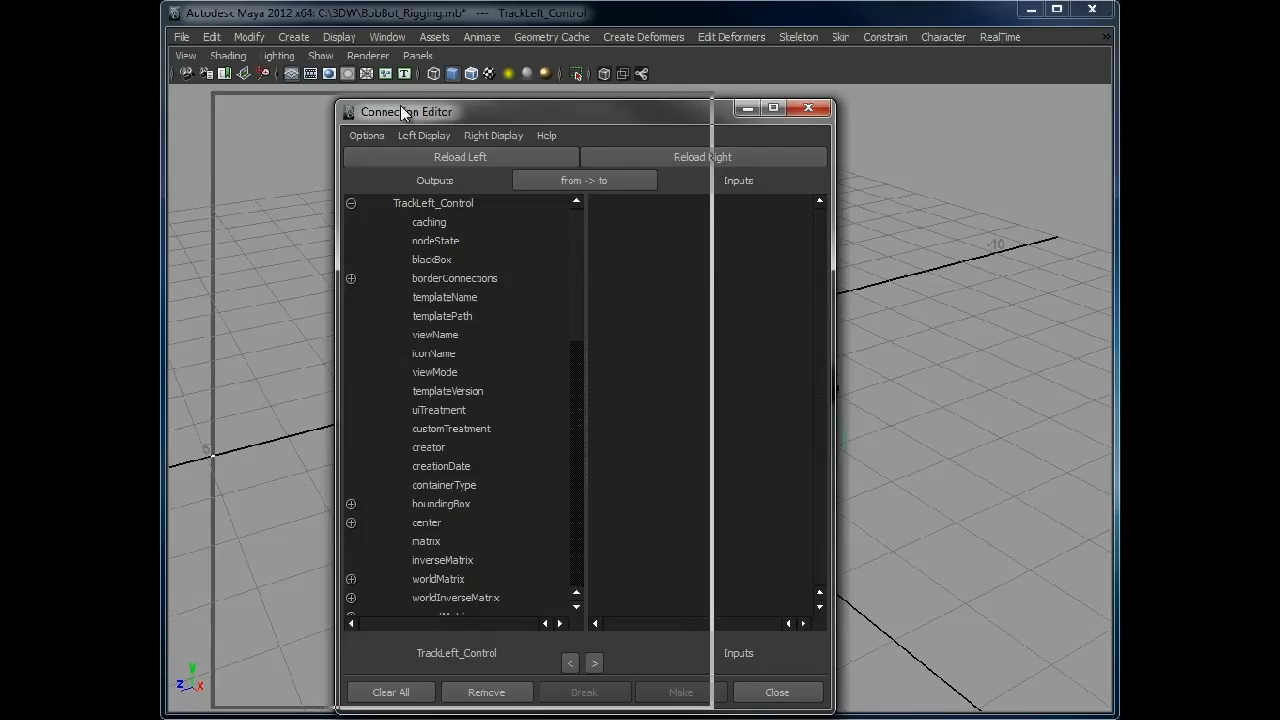 Autodesk Maya 2012 x64: C:\3DW\BobBot_Rigging.mb* --- TrackLeft_Control
File Edit Modify Create Display Window Assets Animate Geometry Cache Create Deformers Edit Deformers Skeleton Skin Constrain Character RealTime »
View Shading Lighting Show Renderer Panels
Connection Editor
Options Left Display Right Display Help
Reload Left Reload Right
Outputs from -> to Inputs
TrackLeft_Control
caching
nodeState
blackBox
borderConnections
templateName
templatePath
viewName
iconName
viewMode
templateVersion
uiTreatment
customTreatment
creator
creationDate
containerType
boundingBox
center
matrix
inverseMatrix
worldMatrix
worldInverseMatrix
TrackLeft_Control < > Inputs
Clear All Remove Break Make Close
-10
5
y
z x